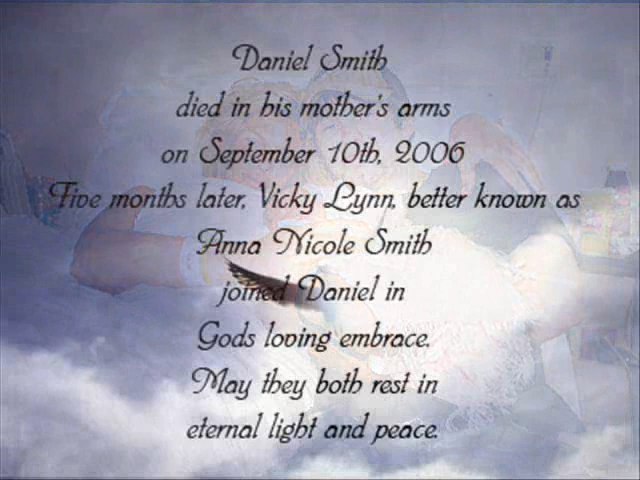 Daniel Smith
died in his mother's arms
on September 10th, 2006
Five months later, Vicky Lynn, better known as
Anna Nicole Smith
joined Daniel in
Gods loving embrace.
May they both rest in
eternal light and peace.